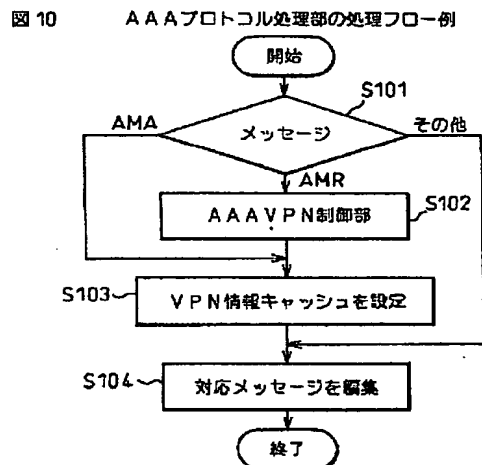 図10 AAAプロトコル処理部の処理フロー例
開始
S101
AMA
メッセージ
その他
AMR
AAAVPN制御部
S102
S103
VPN情報キャッシュを設定
S104
対応メッセージを編集
終了